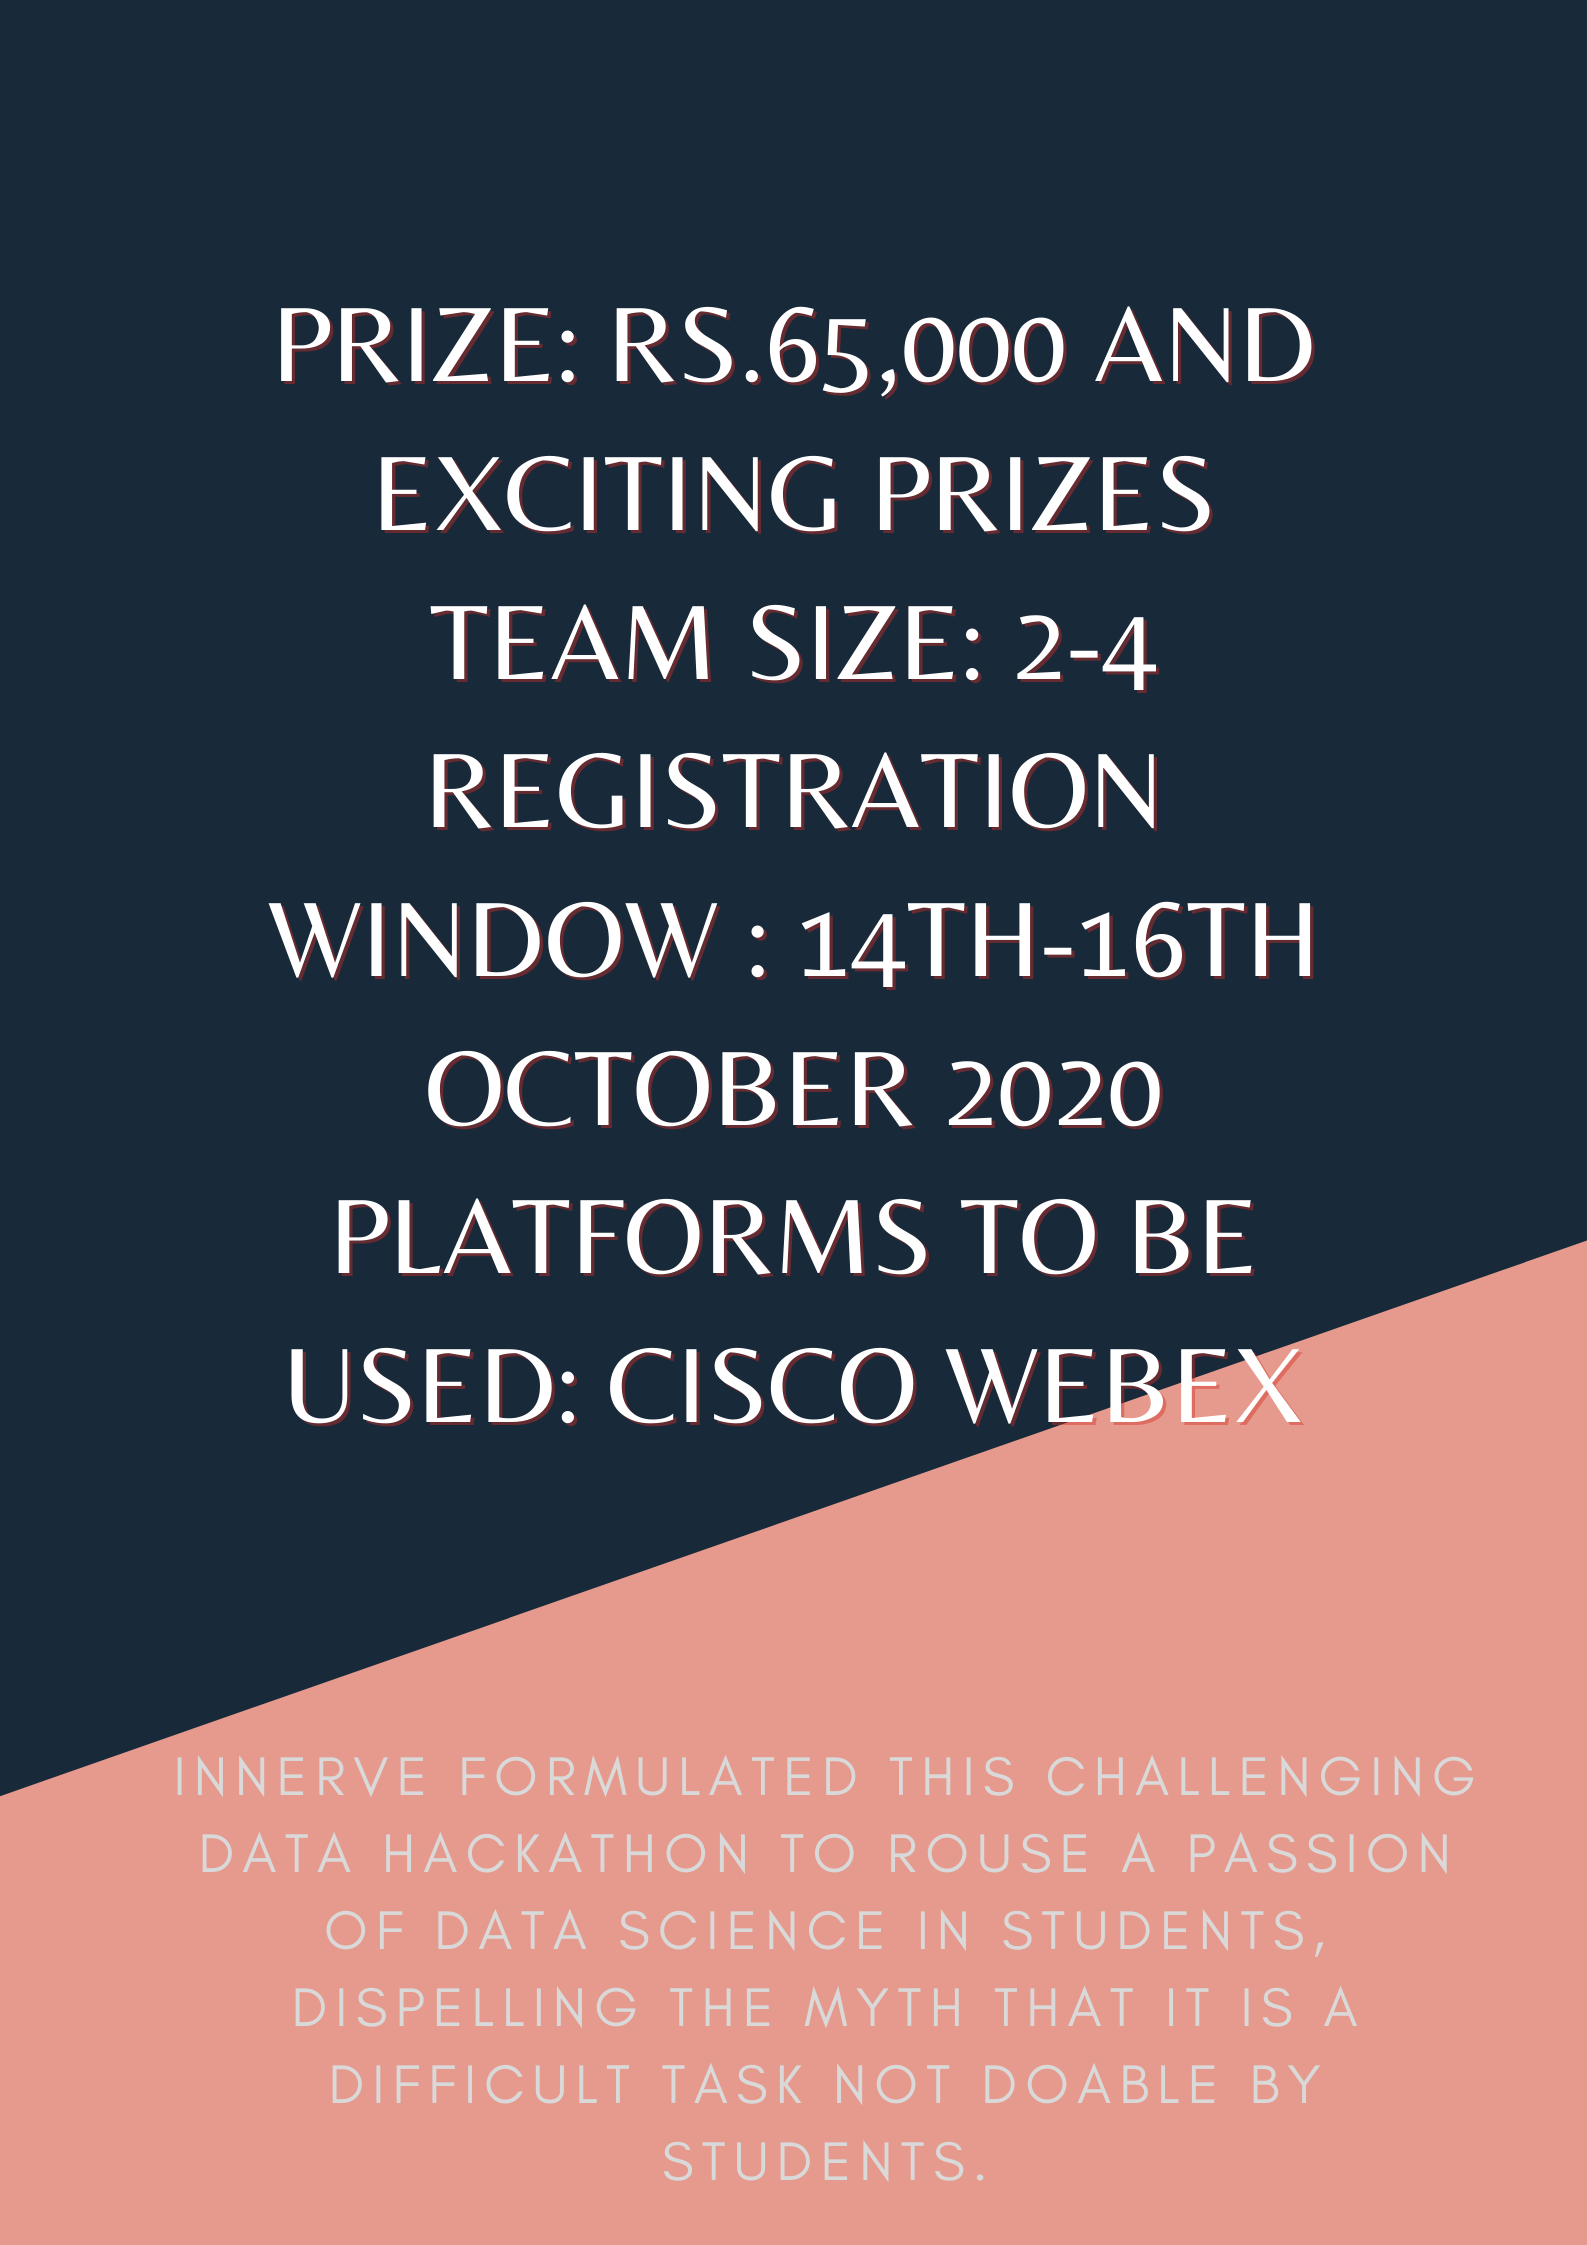 PRIZE: RS.65,000 AND
EXCITING PRIZES
TEAM SIZE: 2-4
REGISTRATION
WINDOW : 14TH-16TH
OCTOBER 2020
PLATFORMS TO BE
USED: CISCO WEBEX
INNERVE FORMULATED THIS CHALLENGING
DATA HACKATHON TO ROUSE A PASSION
OF DATA SCIENCE IN STUDENTS,
DISPELLING THE MYTH THAT IT IS A
DIFFICULT TASK NOT DOABLE BY
STUDENTS.